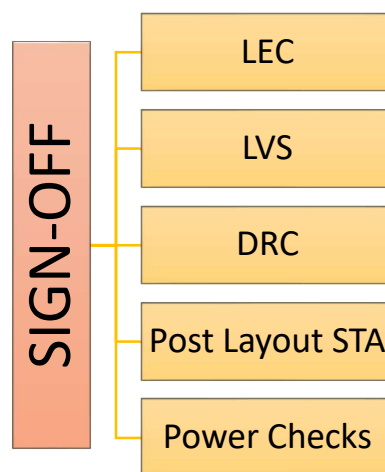 SIGN-OFF
LEC
LVS
DRC
Post Layout STA
Power Checks